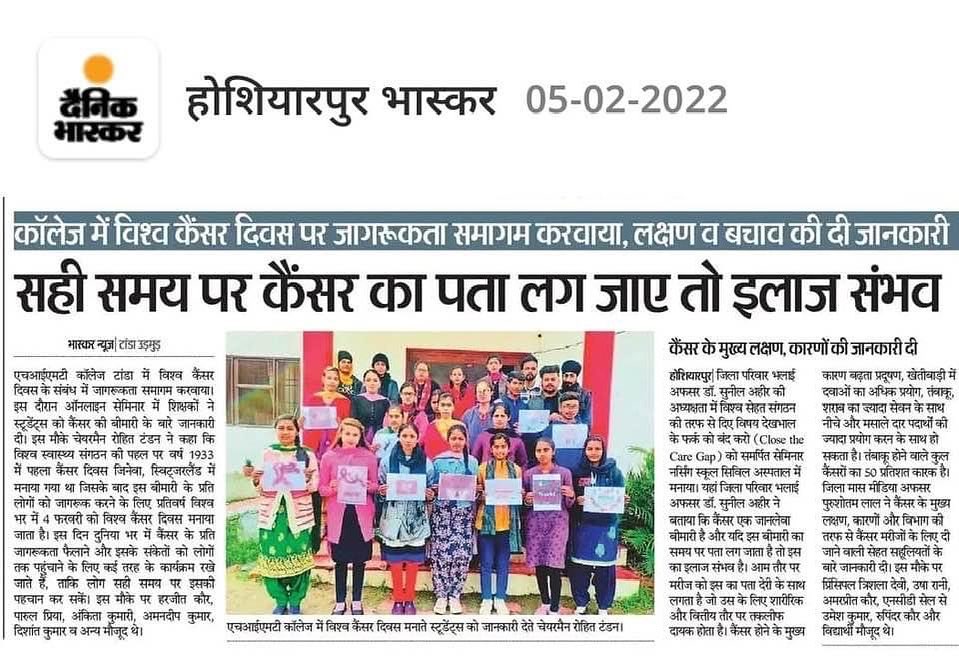 दैनिक
भास्कर
होशियारपुर भास्कर 05-02-2022
कॉलेज में विश्व कैंसर दिवस पर जागरूकता समागम करवाया, लक्षण व बचाव की दी जानकारी
सही समय पर कैंसर का पता लग जाए तो इलाज संभव
भास्कर न्यूज | टांडा उड़मुड़
एचआईएमटी कॉलेज टांडा में विश्व कैंसर
दिवस के संबंध में जागरूकता समागम करवाया।
इस दौरान ऑनलाइन सेमिनार में शिक्षकों ने
स्टूडेंट्स को कैंसर की बीमारी के बारे जानकारी
दी। इस मौके चेयरमैन रोहित टंडन ने कहा कि
विश्व स्वास्थ्य संगठन की पहल पर वर्ष 1933
में पहला कैंसर दिवस जिनेवा, स्विट्जरलैंड में
मनाया गया था जिसके बाद इस बीमारी के प्रति
लोगों को जागरूक करने के लिए प्रतिवर्ष विश्व
भर में 4 फरवरी को विश्व कैंसर दिवस मनाया
जाता है। इस दिन दुनिया भर में कैंसर के प्रति
जागरूकता फैलाने और इसके संकेतों को लोगों
तक पहुंचाने के लिए कई तरह के कार्यक्रम रखे
जाते हैं, ताकि लोग सही समय पर इसकी
पहचान कर सकें। इस मौके पर हरजीत कौर,
पारुल प्रिया, अंकिता कुमारी, अमनदीप कुमार,
दिशांत कुमार व अन्य मौजूद थे।
एचआईएमटी कॉलेज में विश्व कैंसर दिवस मनाते स्टूडेंट्स को जानकारी देते चेयरमैन रोहित टंडन।
कैंसर के मुख्य लक्षण, कारणों की जानकारी दी
होशियारपुर| जिला परिवार भलाई
अफसर डॉ. सुनील अहीर की
अध्यक्षता में विश्व सेहत संगठन
की तरफ से दिए विषय देखभाल
के फर्क को बंद करो (Close the
Care Gap) को समर्पित सेमिनार
नर्सिंग स्कूल सिविल अस्पताल में
मनाया। यहां जिला परिवार भलाई
अफसर डॉ. सुनील अहीर ने
बताया कि कैंसर एक जानलेवा
बीमारी है और यदि इस बीमारी का
समय पर पता लग जाता है तो इस
का इलाज संभव है। आम तौर पर
मरीज को इस का पता देरी के साथ
लगता है जो उस के लिए शारीरिक
और वित्तीय तौर पर तकलीफ
दायक होता है। कैंसर होने के मुख्य
कारण बढ़ता प्रदूषण, खेतीबाड़ी में
दवाओं का अधिक प्रयोग, तंबाकू,
शराब का ज्यादा सेवन के साथ
नीचे और मसाले दार पदार्थों की
ज्यादा प्रयोग करन के साथ हो
सकता है। तंबाकू होने वाले कुल
कैंसरों का 50 प्रतिशत कारक है।
जिला मास मीडिया अफसर
पुरुशोतम लाल ने कैंसर के मुख्य
लक्षण, कारणों और विभाग की
तरफ से कैंसर मरीजों के लिए दी
जाने वाली सेहत सहूलियतों के
बारे जानकारी दी। इस मौके पर
प्रिंसिपल त्रिशला देवी, उषा रानी,
अमरप्रीत कौर, एनसीडी सेल से
उमेश कुमार, रुपिंदर कौर और
विद्यार्थी मौजूद थे।